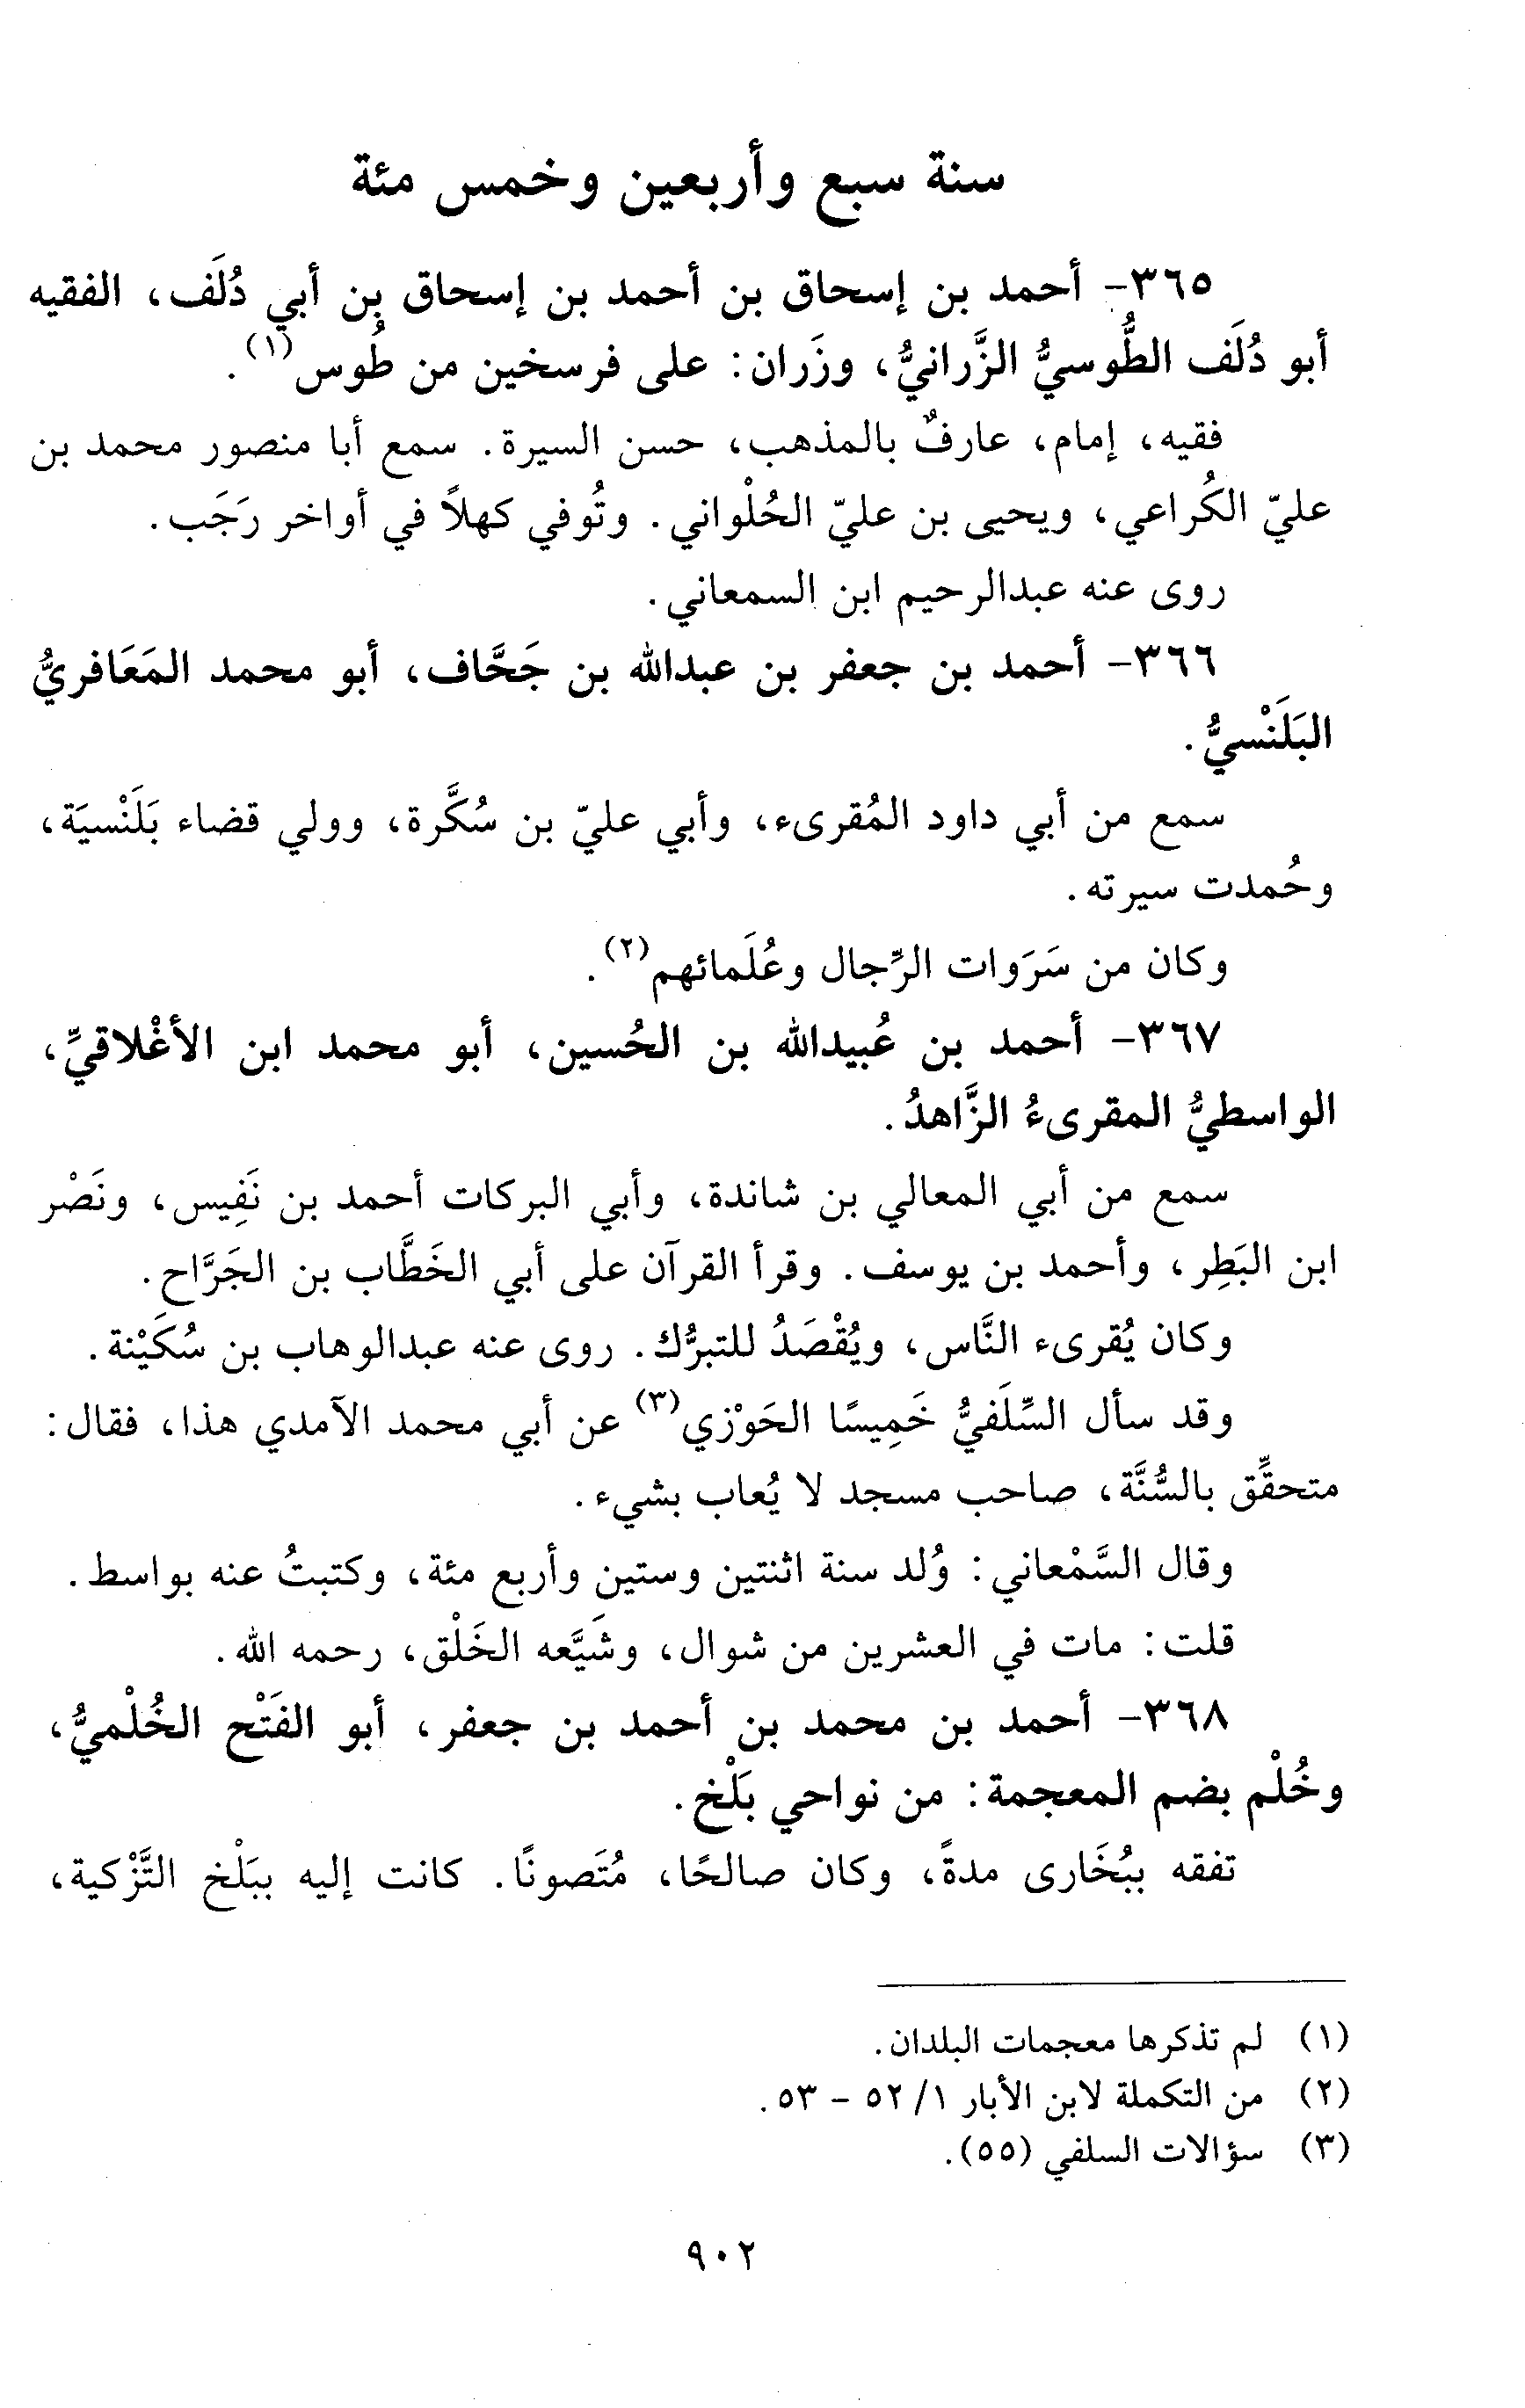 سنة سبع وأربعين وخمس مئة
٣٦٥- أحمد بن إسحاق بن أحمد بن إسحاق بن أبي دُلَف، الفقيه
أبو دُلَف الطُّوسيُّ الزَّرانيُّ، وزَران: على فرسخين من طُوس(١).
فقيه، إمام، عارفٌ بالمذهب، حسن السيرة. سمع أبا منصور محمد بن
عليّ الكُراعي، ويحيى بن عليّ الحُلْواني. وتُوفي كهلاً في أواخر رَجَب.
روى عنه عبدالرحيم ابن السمعاني.
٣٦٦- أحمد بن جعفر بن عبدالله بن جَحَّاف، أبو محمد المَعَافريُّ
البَلَنْسيُّ.
سمع من أبي داود المُقرىء، وأبي عليّ بن سُكَّرة، وولي قضاء بَلَنْسيَة،
وحُمدت سيرته.
وكان من سَرَوات الرِّجال وعُلَمائهم(٢).
٣٦٧- أحمد بن عُبيدالله بن الحُسين، أبو محمد ابن الأغْلاقيِّ،
الواسطيُّ المقرىءُ الزَّاهدُ.
سمع من أبي المعالي بن شاندة، وأبي البركات أحمد بن نَفِيس، ونَصْر
ابن البَطِر، وأحمد بن يوسف. وقرأ القرآن على أبي الخَطَّاب بن الجَرَّاح.
وكان يُقرىء النَّاس، ويُقْصَدُ للتبرُّك. روى عنه عبدالوهاب بن سُكَيْنة.
وقد سأل السِّلَفيُّ خَمِيسًا الحَوْزي(٣) عن أبي محمد الآمدي هذا، فقال:
متحقِّق بالسُّنَّة، صاحب مسجد لا يُعاب بشيء.
وقال السَّمْعاني: وُلد سنة اثنتين وستين وأربع مئة، وكتبتُ عنه بواسط.
قلت: مات في العشرين من شوال، وشَيَّعه الخَلْق، رحمه الله.
٣٦٨- أحمد بن محمد بن أحمد بن جعفر، أبو الفَتْح الخُلْميُّ،
وخُلْم بضم المعجمة: من نواحي بَلْخ.
تفقه ببُخَارى مدةً، وكان صالحًا، مُتَصونًا. كانت إليه ببَلْخ التَّزْكية،
(١) لم تذكرها معجمات البلدان.
(٢) من التكملة لابن الأبار ١/ ٥٢ - ٥٣.
(٣) سؤالات السلفي (٥٥).
٩٠٢